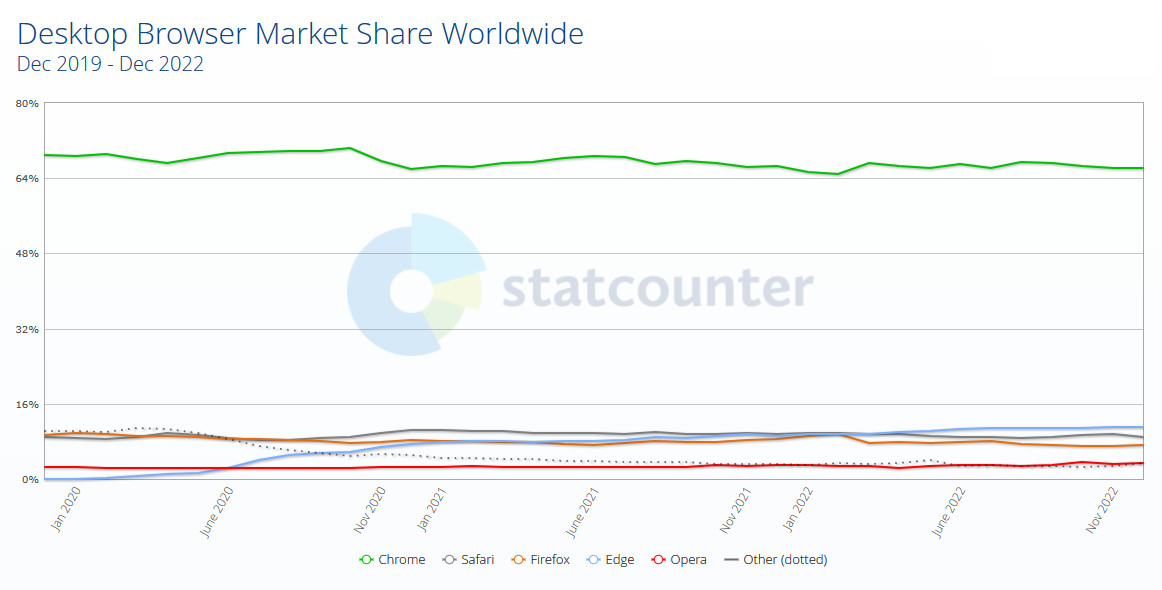 Desktop Browser Market Share Worldwide
Dec 2019 - Dec 2022
80%
64%
48%
32%
16%
0%
statcounter
Jan 2020
June 2020
Nov 2020
Jan 2021
June 2021
Nov 2021
Jan 2022
June 2022
Nov 2022
Chrome Safari Firefox Edge Opera Other (dotted)